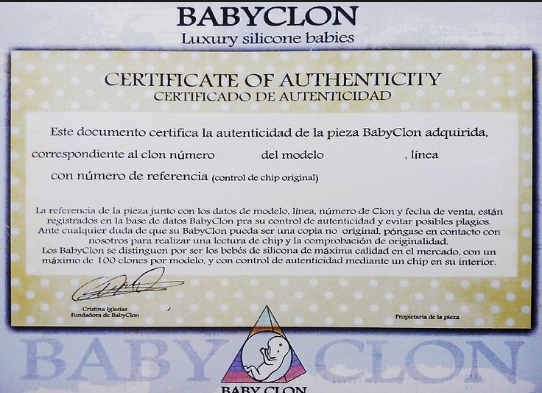 BABYCLON
Luxury silicone babies
CERTIFICATE OF AUTHENTICITY
CERTIFICADO DE AUTENTICIDAD
Este documento certifica la autenticidad de la pieza BabyClon adquirida,
correspondiente al clon número del modelo , línea
con número de referencia (control de chip original)
La referencia de la pieza junto con los datos de modelo, línea, número de Clon y fecha de venta, están
registrados en la base de datos BabyClon pra su control de autenticidad y evitar posibles plagios.
Ante cualquier duda de que su BabyClon pueda ser una copia no original, póngase en contacto con
nosotros para realizar una lectura de chip y la comprobación de originalidad.
Los BabyClon se distinguen por ser los bebés de silicona de máxima calidad en el mercado, con un
máximo de 100 clones por modelo, y con control de autenticidad mediante un chip en su interior.
Cristina Iglesias
Fundadora de BabyClon
Propietaria de la pieza
BABY CLON
BABY CLON